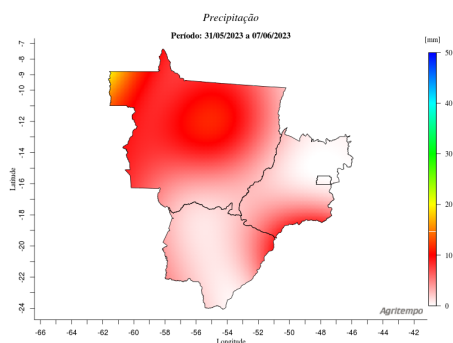 Precipitação
Período: 31/05/2023 a 07/06/2023
[mm]
50
40
30
20
10
0
Latitude
-7
-8
-9
-10
-12
-14
-16
-18
-20
-22
-24
Agritempo
-66 -64 -62 -60 -58 -56 -54 -52 -50 -48 -46 -44 -42
Longitude